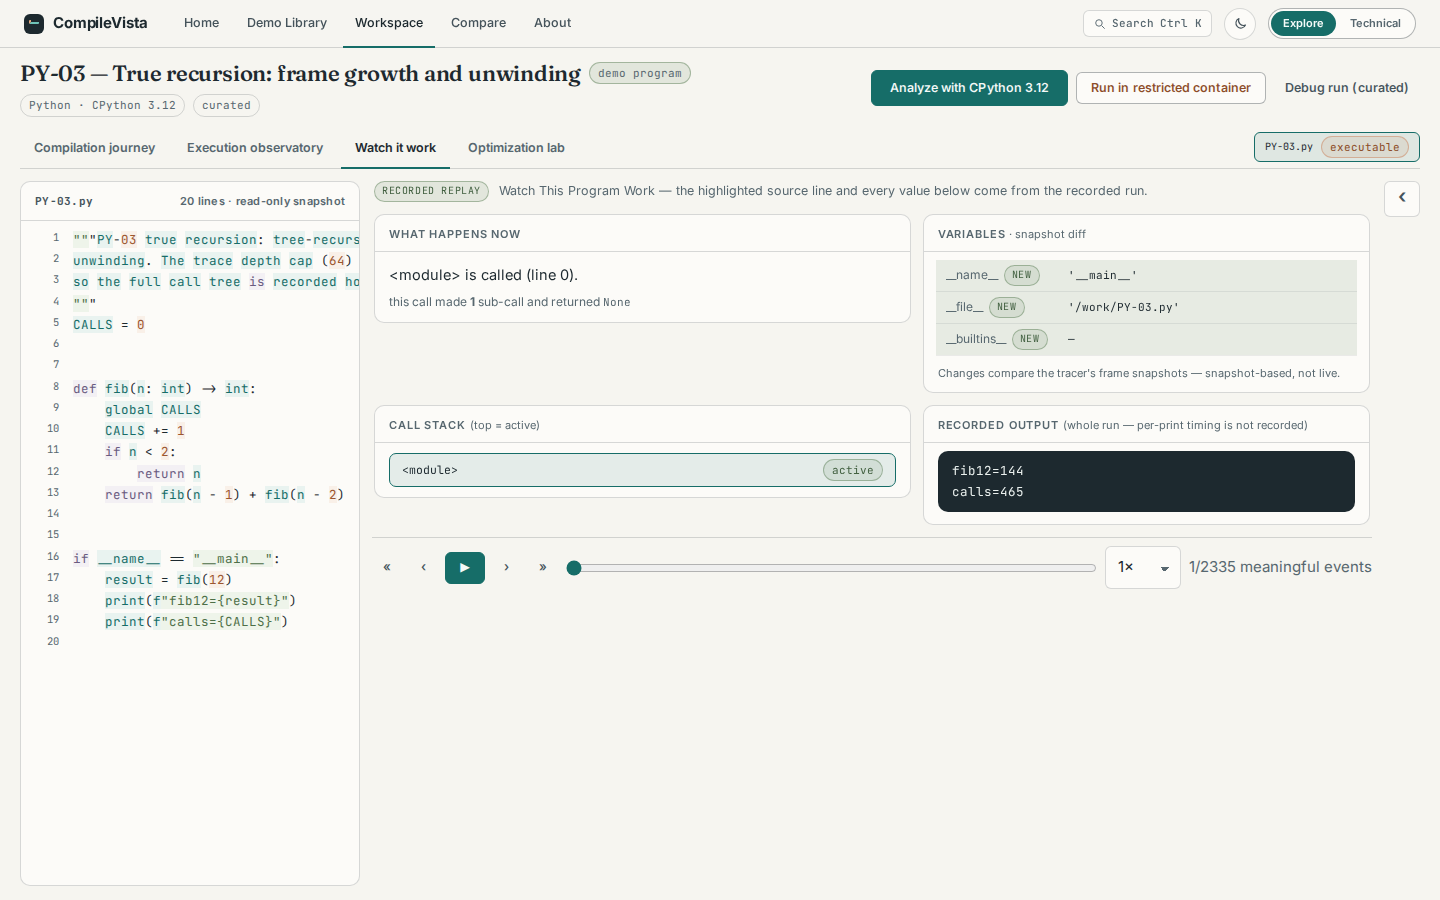 CompileVista Home Demo Library Workspace Compare About Search Ctrl K Explore Technical
PY-03 — True recursion: frame growth and unwinding demo program
Python · CPython 3.12 curated
Analyze with CPython 3.12 Run in restricted container Debug run (curated)
Compilation journey Execution observatory Watch it work Optimization lab
PY-03.py executable
PY-03.py 20 lines · read-only snapshot
1 """PY-03 true recursion: tree-recurs
2 unwinding. The trace depth cap (64)
3 so the full call tree is recorded ho
4 """
5 CALLS = 0
6
7
8 def fib(n: int) -> int:
9 global CALLS
10 CALLS += 1
11 if n < 2:
12 return n
13 return fib(n - 1) + fib(n - 2)
14
15
16 if __name__ == "__main__":
17 result = fib(12)
18 print(f"fib12={result}")
19 print(f"calls={CALLS}")
20
RECORDED REPLAY Watch This Program Work — the highlighted source line and every value below come from the recorded run.
‹
WHAT HAPPENS NOW
<module> is called (line 0).
this call made 1 sub-call and returned None
VARIABLES · snapshot diff
__name__ NEW '__main__'
__file__ NEW '/work/PY-03.py'
__builtins__ NEW —
Changes compare the tracer's frame snapshots — snapshot-based, not live.
CALL STACK (top = active)
<module> active
RECORDED OUTPUT (whole run — per-print timing is not recorded)
fib12=144
calls=465
« ‹ ▶ › » 1× 1/2335 meaningful events